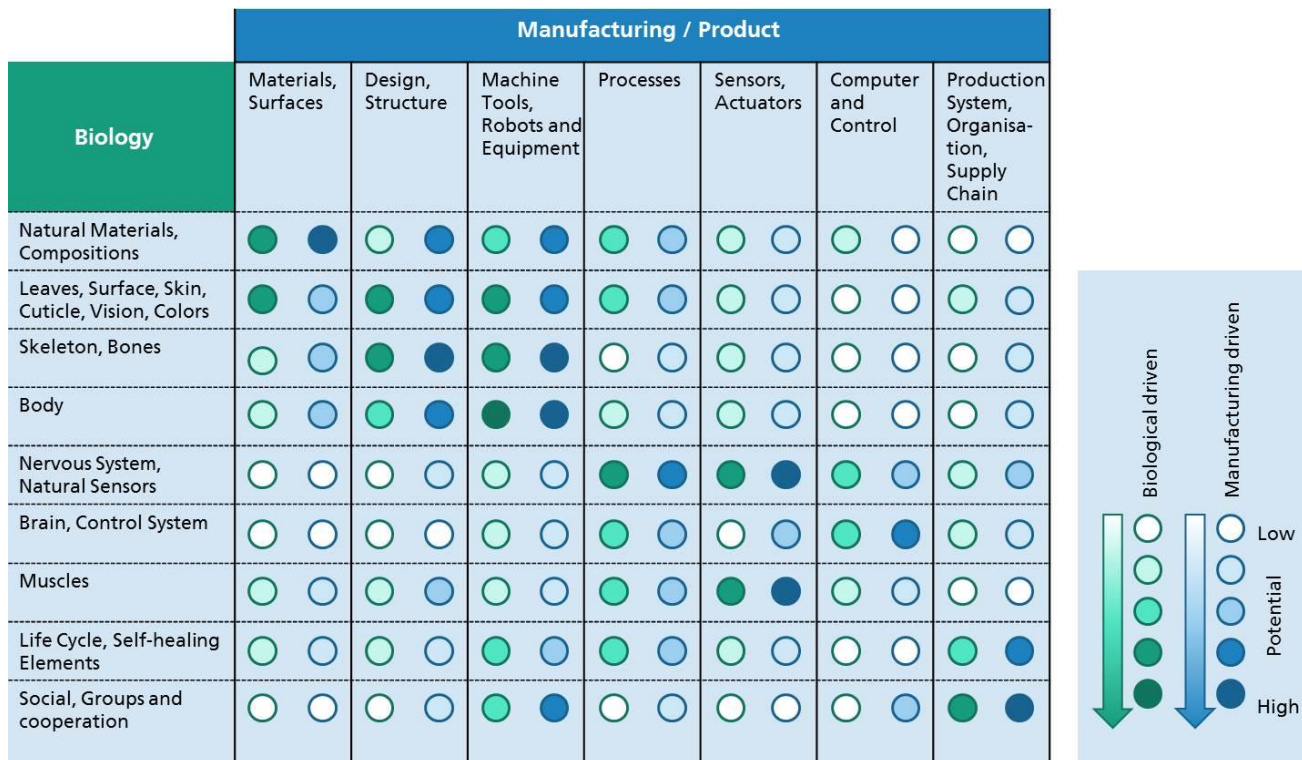 Manufacturing / Product
Biology
Materials,
Surfaces
Design,
Structure
Machine
Tools,
Robots and
Equipment
Processes
Sensors,
Actuators
Computer
and
Control
Production
System,
Organisa-
tion,
Supply
Chain
Natural Materials,
Compositions
Leaves, Surface, Skin,
Cuticle, Vision, Colors
Skeleton, Bones
Body
Nervous System,
Natural Sensors
Brain, Control System
Muscles
Life Cycle, Self-healing
Elements
Social, Groups and
cooperation
Biological driven
Manufacturing driven
Low
Potential
High